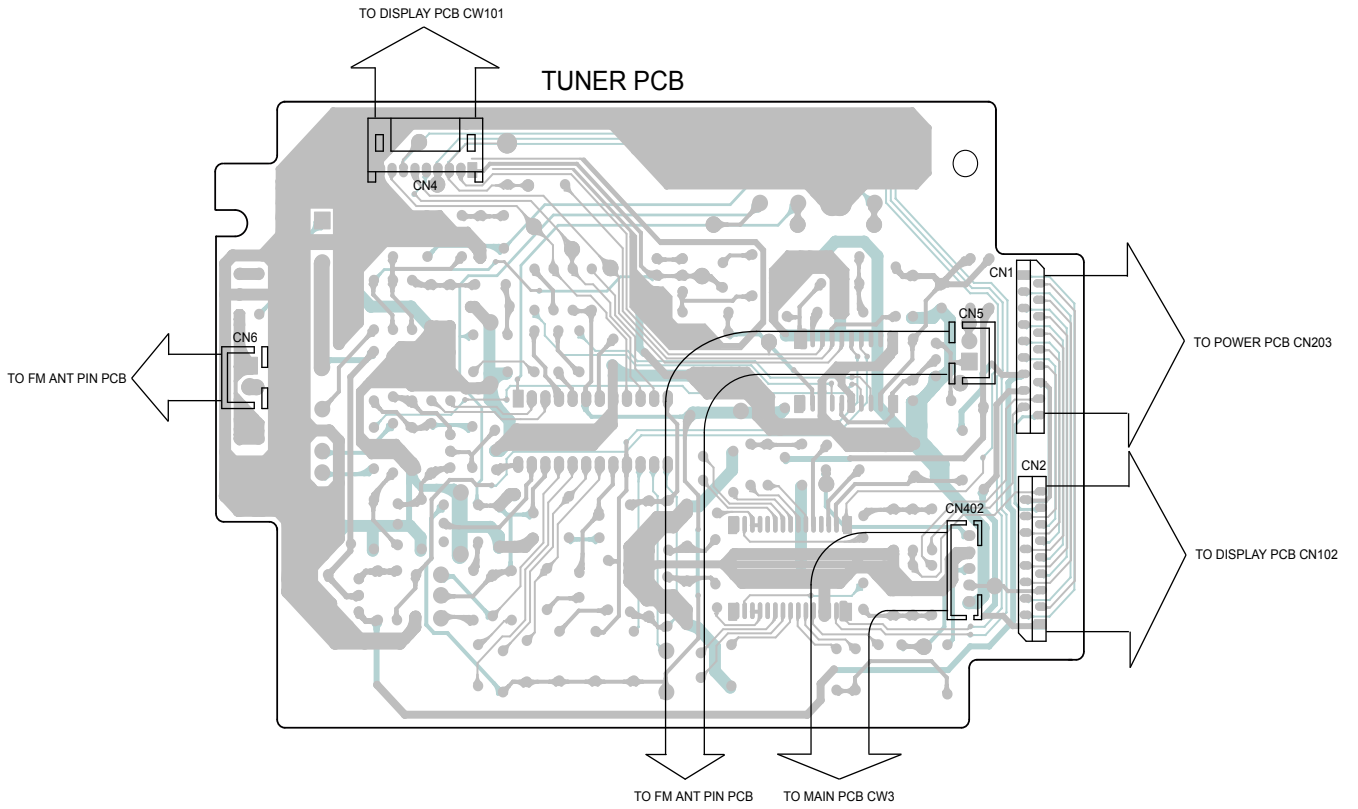 TO DISPLAY PCB CW101
TUNER PCB
CN4
CN1
CN5
CN6
TO POWER PCB CN203
TO FM ANT PIN PCB
CN2
CN402
TO DISPLAY PCB CN102
TO FM ANT PIN PCB
TO MAIN PCB CW3